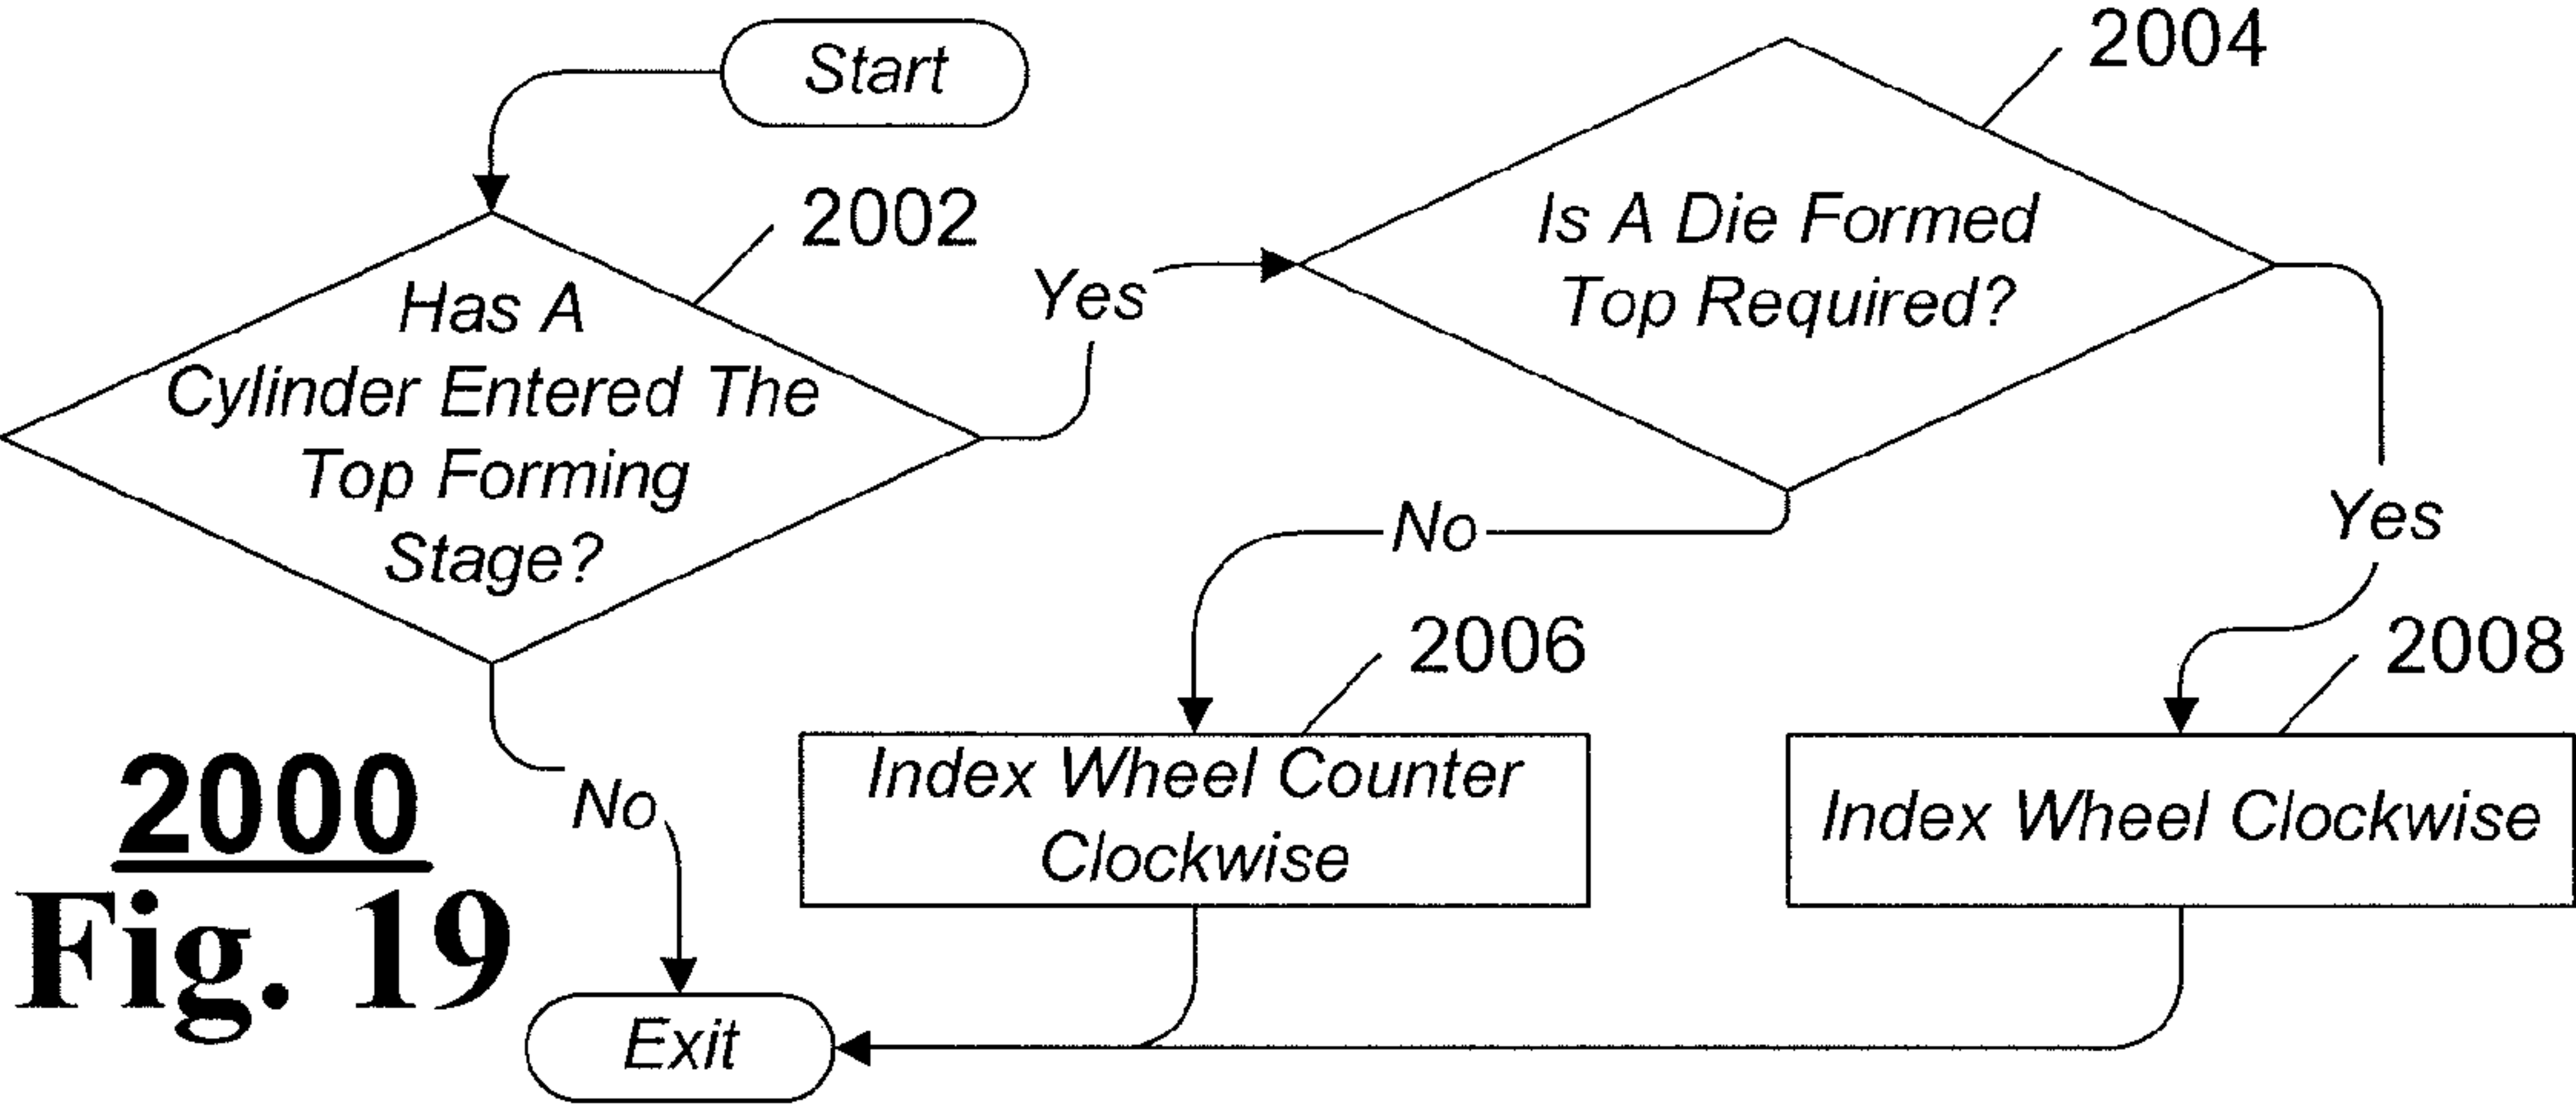 Start
2002
Has A
Cylinder Entered The
Top Forming
Stage?
Yes
2004
Is A Die Formed
Top Required?
No
Yes
2006
Index Wheel Counter
Clockwise
2008
Index Wheel Clockwise
No
Exit
2000
Fig. 19